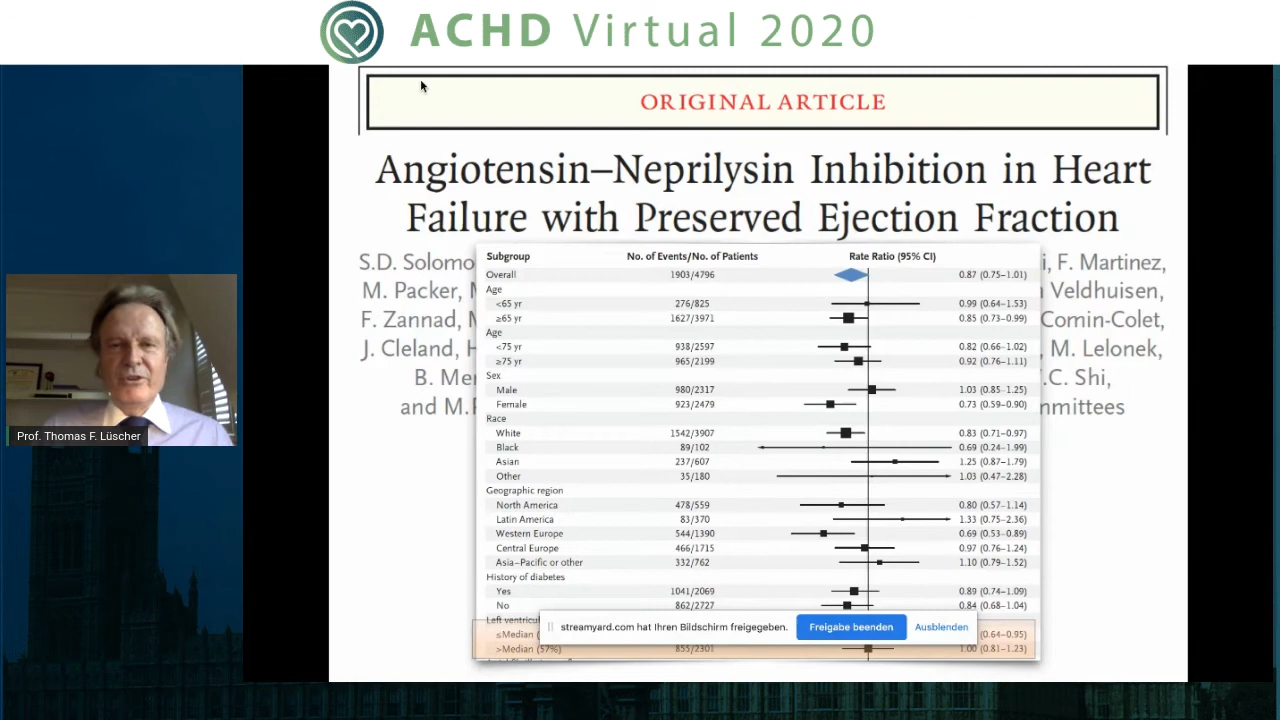 ACHD Virtual 2020
ORIGINAL ARTICLE
Angiotensin–Neprilysin Inhibition in Heart
Failure with Preserved Ejection Fraction
S.D. Solomo i, F. Martinez,
M. Packer, Veldhuisen,
F. Zannad, Comin-Colet,
J. Cleland, M. Lelonek,
B. Me .C. Shi,
and M. mmittees
Subgroup No. of Events/No. of Patients Rate Ratio (95% CI)
Overall 1903/4796 0.87 (0.75–1.01)
Age
<65 yr 276/825 0.99 (0.64–1.53)
≥65 yr 1627/3971 0.85 (0.73–0.99)
Age
<75 yr 938/2597 0.82 (0.66–1.02)
≥75 yr 965/2199 0.92 (0.76–1.11)
Sex
Male 980/2317 1.03 (0.85–1.25)
Female 923/2479 0.73 (0.59–0.90)
Race
White 1542/3907 0.83 (0.71–0.97)
Black 89/102 0.69 (0.24–1.99)
Asian 237/607 1.25 (0.87–1.79)
Other 35/180 1.03 (0.47–2.28)
Geographic region
North America 478/559 0.80 (0.57–1.14)
Latin America 83/370 1.33 (0.75–2.36)
Western Europe 544/1390 0.69 (0.53–0.89)
Central Europe 466/1715 0.97 (0.76–1.24)
Asia–Pacific or other 332/762 1.10 (0.79–1.52)
History of diabetes
Yes 1041/2069 0.89 (0.74–1.09)
No 862/2727 0.84 (0.68–1.04)
Left ventricul
≤Median ( (0.64–0.95)
>Median (57%) 855/2301 1.00 (0.81–1.23)
streamyard.com hat Ihren Bildschirm freigegeben. Freigabe beenden Ausblenden
Prof. Thomas F. Lüscher